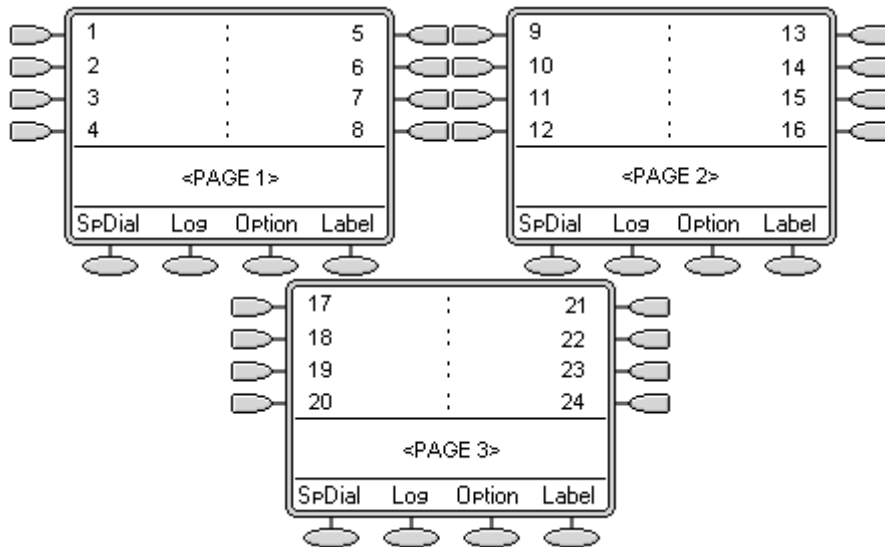 1 : 5
2 : 6
3 : 7
4 : 8
<PAGE 1>
SpDial Log Option Label
9 : 13
10 : 14
11 : 15
12 : 16
<PAGE 2>
SpDial Log Option Label
17 : 21
18 : 22
19 : 23
20 : 24
<PAGE 3>
SpDial Log Option Label